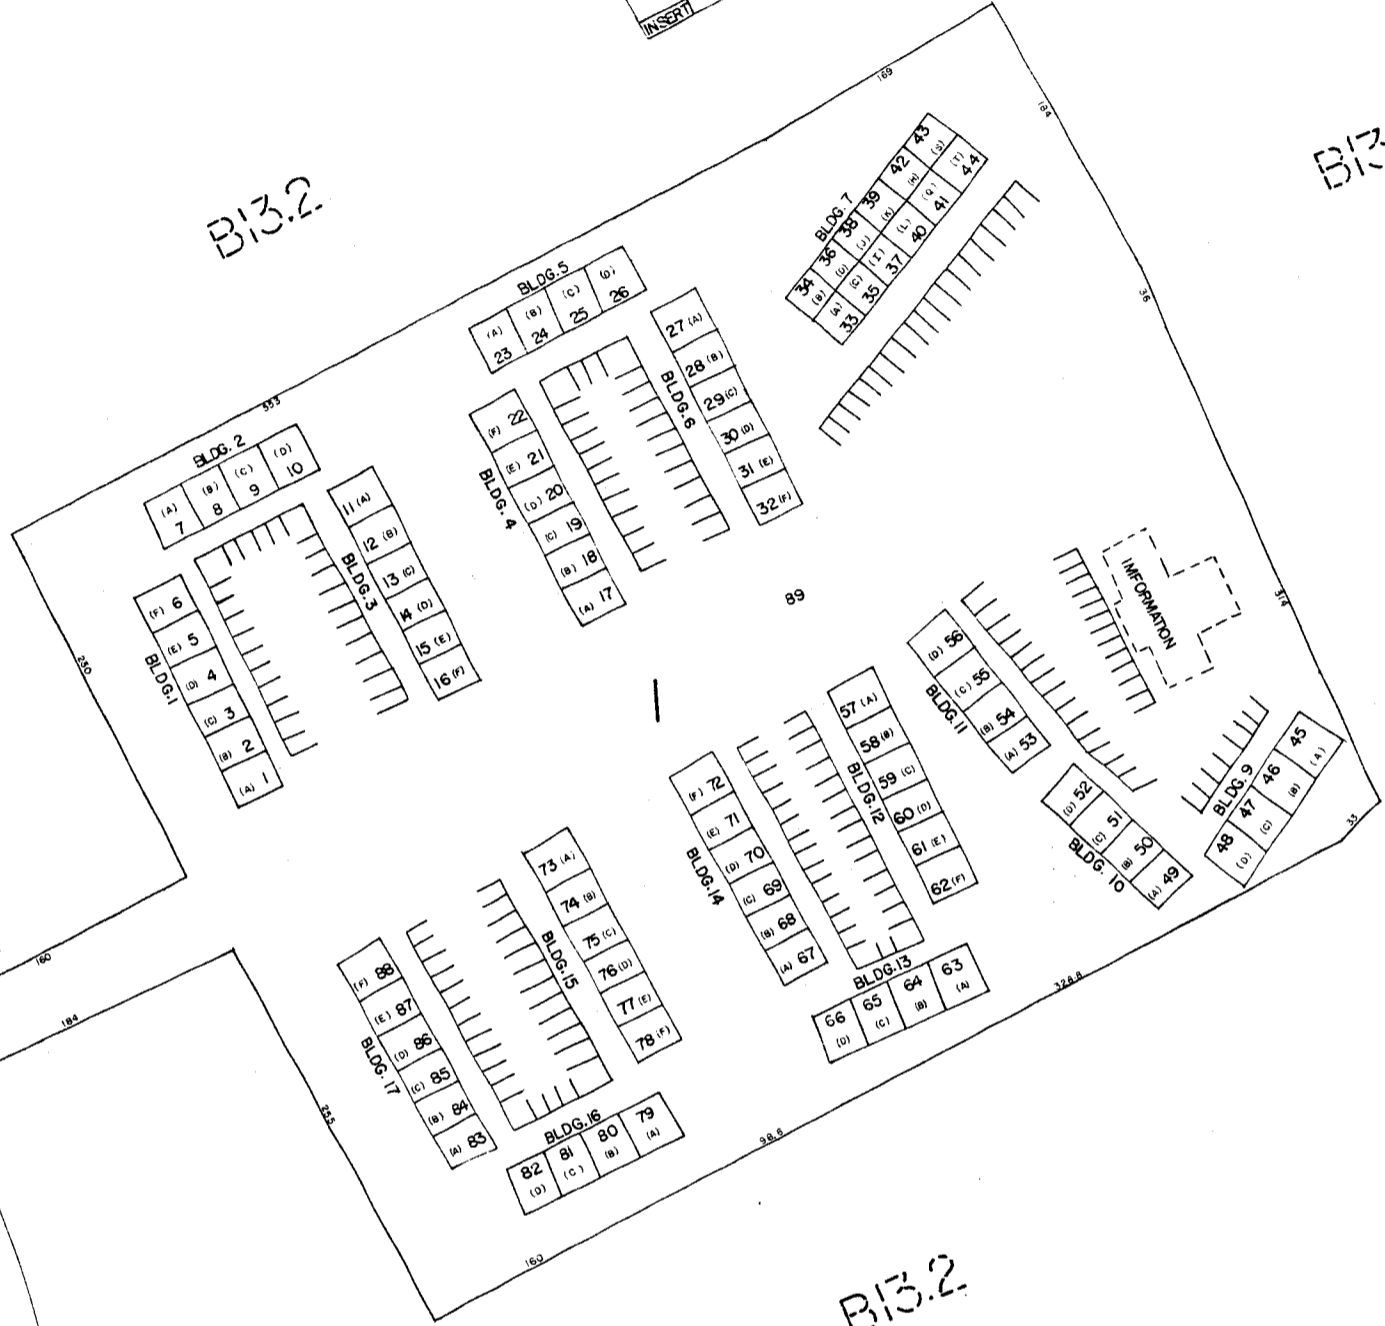 INSERT
169
184
B13.2
B13
36
BLDG. 7
43 (S)
(T) 44
42 (H)
(Q) 41
39 (K)
(L) 40
38 (J)
(I) 37
36 (D)
(C) 35
34 (B)
(A) 33
BLDG. 5
(A) 23
(B) 24
(C) 25
(D) 26
BLDG. 6
27 (A)
28 (B)
29 (C)
30 (D)
31 (E)
32 (F)
353
BLDG. 4
(F) 22
(E) 21
(D) 20
(C) 19
(B) 18
(A) 17
BLDG. 2
(A) 7
(B) 8
(C) 9
(D) 10
BLDG. 3
11 (A)
12 (B)
13 (C)
14 (D)
15 (E)
16 (F)
BLDG. 1
(F) 6
(E) 5
(D) 4
(C) 3
(B) 2
(A) 1
250
89
1
IMFORMATION
314
BLDG. 11
(D) 56
(C) 55
(B) 54
(A) 53
BLDG. 12
57 (A)
58 (B)
59 (C)
60 (D)
61 (E)
62 (F)
BLDG. 9
45 (A)
46 (B)
47 (C)
48 (D)
33
BLDG. 10
(D) 52
(C) 51
(B) 50
(A) 49
BLDG. 14
(F) 72
(E) 71
(D) 70
(C) 69
(B) 68
(A) 67
BLDG. 13
66 (D)
65 (C)
64 (B)
63 (A)
328.8
BLDG. 15
73 (A)
74 (B)
75 (C)
76 (D)
77 (E)
78 (F)
160
184
BLDG. 17
(F) 88
(E) 87
(D) 86
(C) 85
(B) 84
(A) 83
255
BLDG. 16
82 (D)
81 (C)
80 (B)
79 (A)
98.6
160
B13.2